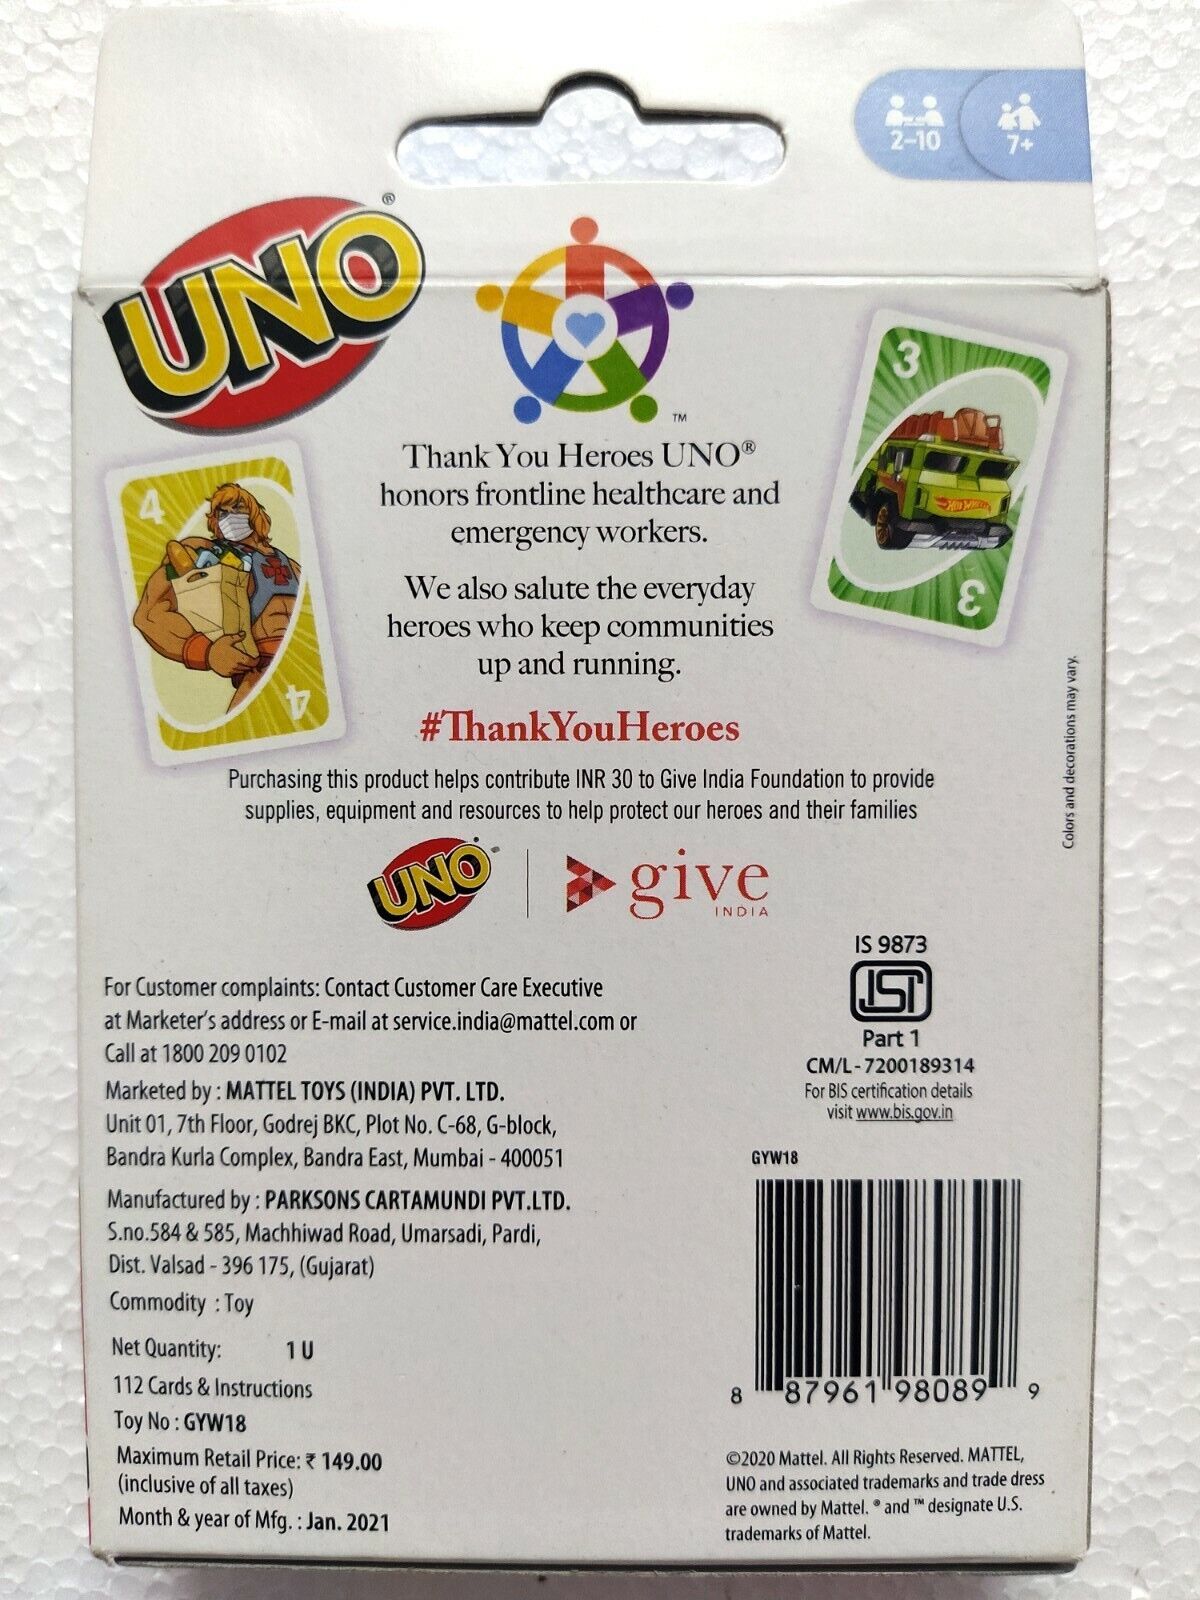 2-10
7+
UNO®
™
3
HOT WHEELS
3
4
4
Thank You Heroes UNO®
honors frontline healthcare and
emergency workers.
We also salute the everyday
heroes who keep communities
up and running.
#ThankYouHeroes
Purchasing this product helps contribute INR 30 to Give India Foundation to provide
supplies, equipment and resources to help protect our heroes and their families
Colors and decorations may vary.
UNO
give
INDIA
IS 9873
ISI
Part 1
CM/L - 7200189314
For BIS certification details
visit www.bis.gov.in
For Customer complaints: Contact Customer Care Executive
at Marketer's address or E-mail at service.india@mattel.com or
Call at 1800 209 0102
Marketed by : MATTEL TOYS (INDIA) PVT. LTD.
Unit 01, 7th Floor, Godrej BKC, Plot No. C-68, G-block,
Bandra Kurla Complex, Bandra East, Mumbai - 400051
Manufactured by : PARKSONS CARTAMUNDI PVT.LTD.
S.no.584 & 585, Machhiwad Road, Umarsadi, Pardi,
Dist. Valsad - 396 175, (Gujarat)
Commodity : Toy
Net Quantity: 1 U
112 Cards & Instructions
Toy No : GYW18
Maximum Retail Price: ₹ 149.00
(inclusive of all taxes)
Month & year of Mfg. : Jan. 2021
GYW18
8 87961 98089 9
©2020 Mattel. All Rights Reserved. MATTEL,
UNO and associated trademarks and trade dress
are owned by Mattel. ® and ™ designate U.S.
trademarks of Mattel.